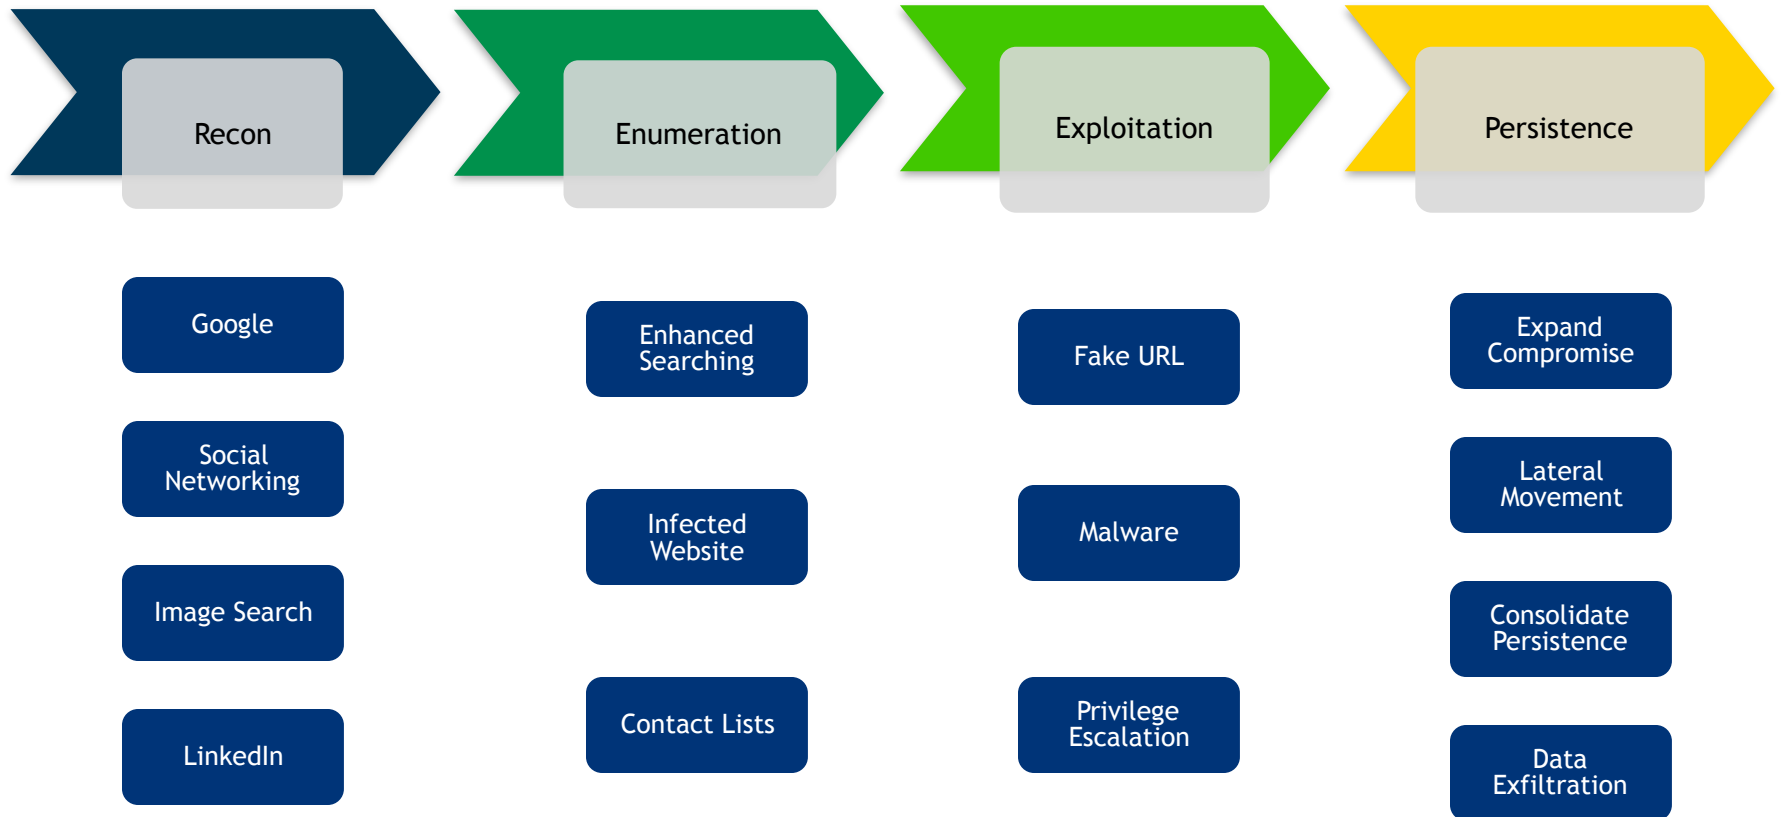 Recon
Enumeration
Exploitation
Persistence
Google
Social
Networking
Image Search
LinkedIn
Enhanced
Searching
Infected
Website
Contact Lists
Fake URL
Malware
Privilege
Escalation
Expand
Compromise
Lateral
Movement
Consolidate
Persistence
Data
Exfiltration